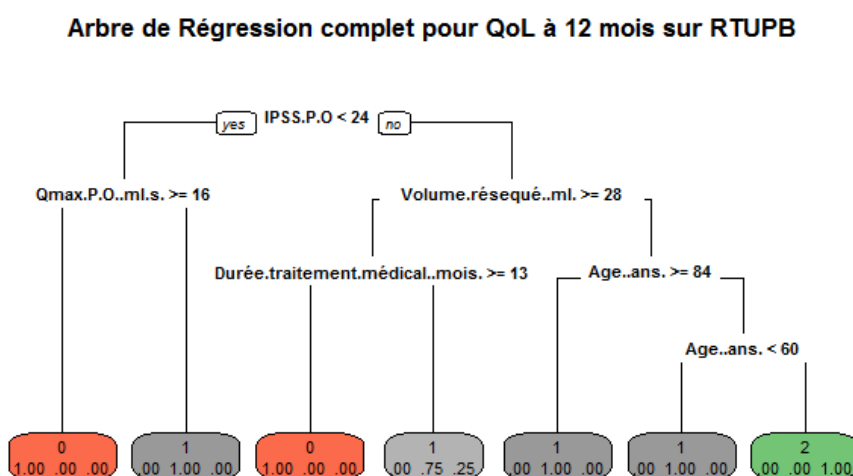 Arbre de Régression complet pour QoL à 12 mois sur RTUPB
yes IPSS.P.O < 24 no
Qmax.P.O..ml.s. >= 16 Volume.réséqué..ml. >= 28
Durée.traitement.médical..mois. >= 13 Age..ans. >= 84
Age..ans. < 60
0 1 0 1 1 1 2
1.00 .00 .00 .00 1.00 .00 1.00 .00 .00 .00 .75 .25 .00 1.00 .00 .00 1.00 .00 .00 .00 1.00